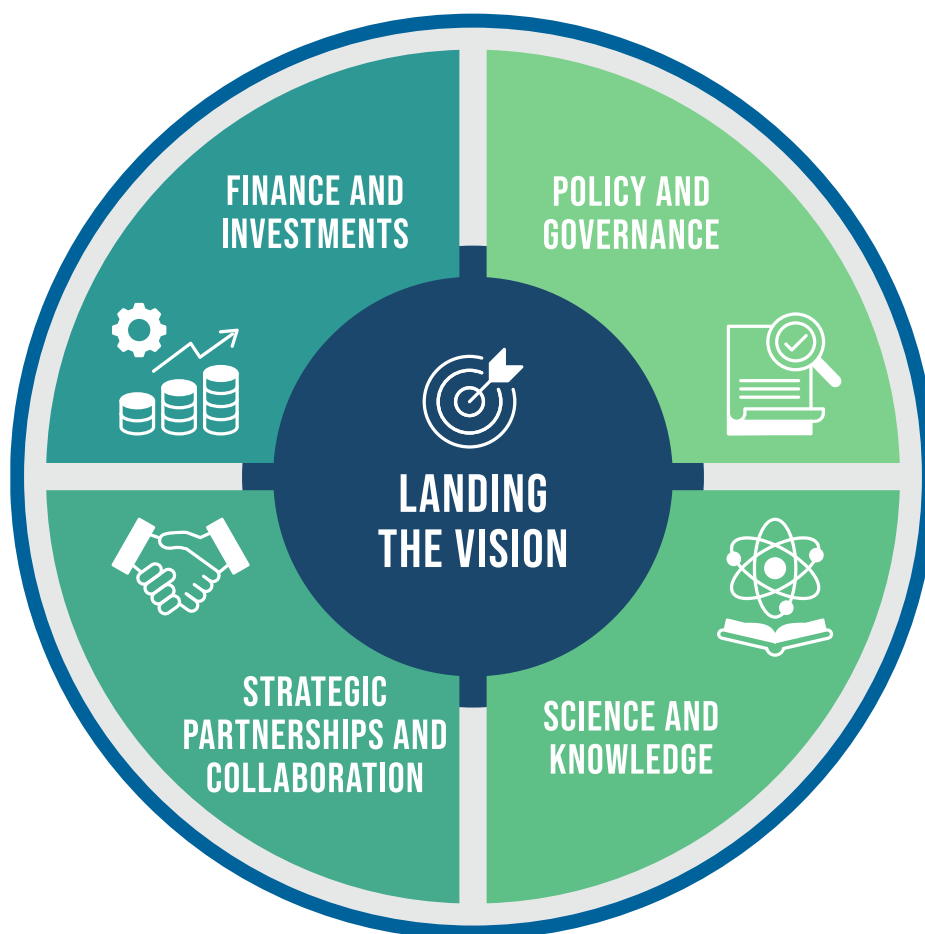 FINANCE AND
INVESTMENTS
POLICY AND
GOVERNANCE
LANDING
THE VISION
STRATEGIC
PARTNERSHIPS AND
COLLABORATION
SCIENCE AND
KNOWLEDGE